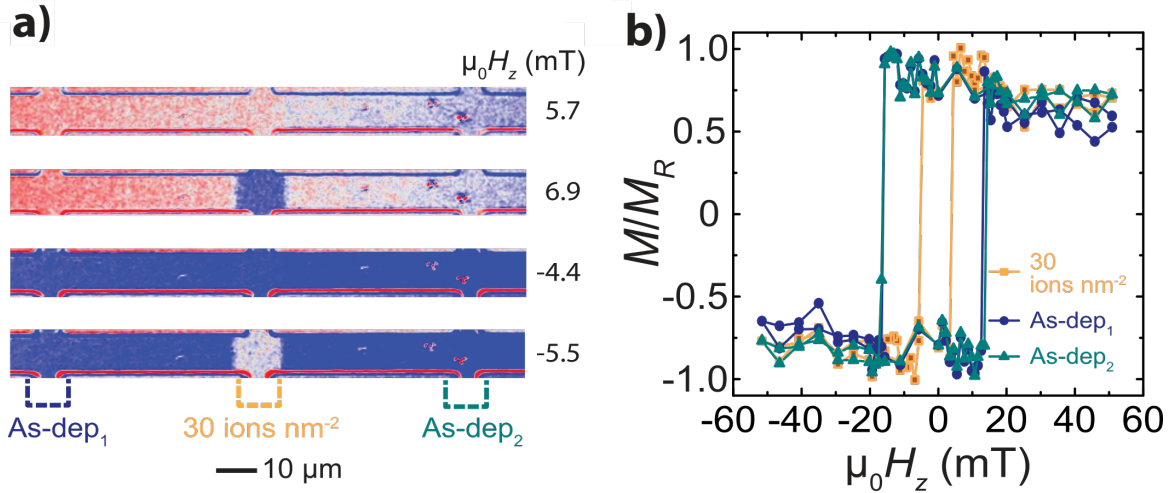 a)
μ₀Hz (mT)
5.7
6.9
-4.4
-5.5
As-dep₁
30 ions nm⁻²
As-dep₂
10 μm
b)
M/MR
1.0
0.5
0
-0.5
-1.0
30
ions nm⁻²
As-dep₁
As-dep₂
-60 -40 -20 0 20 40 60
μ₀Hz (mT)